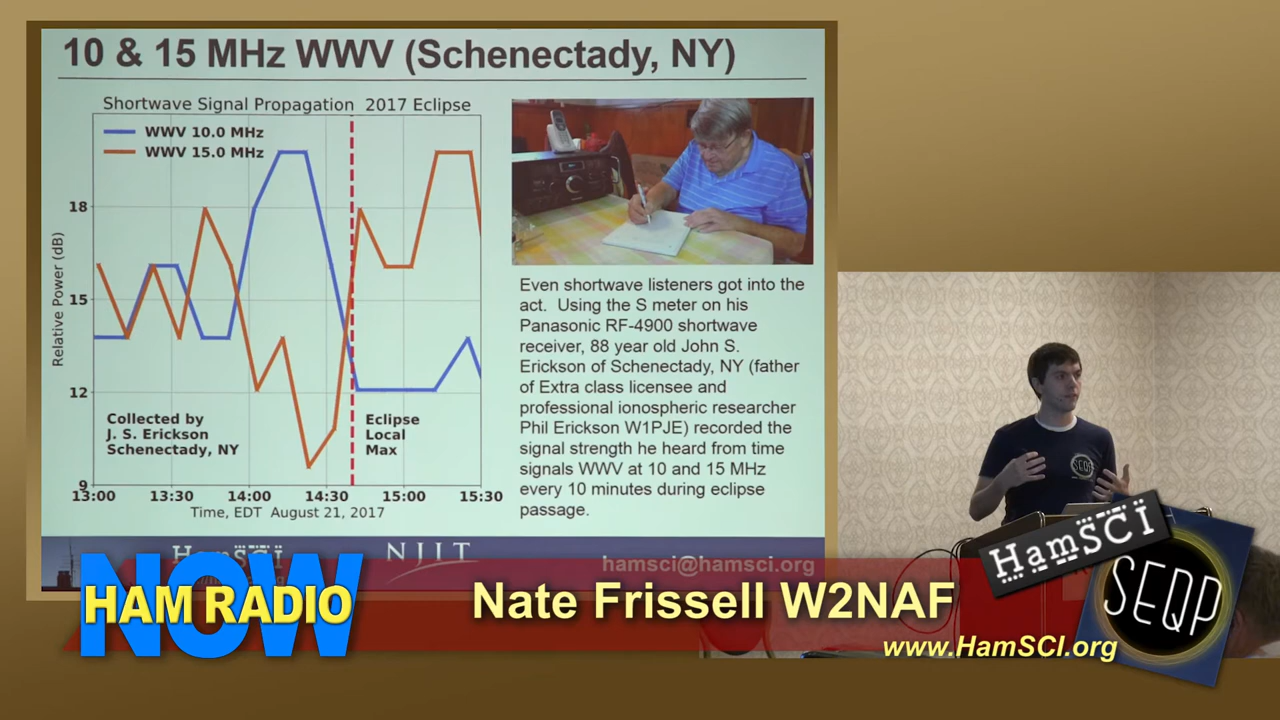 10 & 15 MHz WWV (Schenectady, NY)
Shortwave Signal Propagation 2017 Eclipse
WWV 10.0 MHz
WWV 15.0 MHz
18
15
12
9
Relative Power (dB)
Collected by
J. S. Erickson
Schenectady, NY
Eclipse
Local
Max
13:00 13:30 14:00 14:30 15:00 15:30
Time, EDT August 21, 2017
Even shortwave listeners got into the
act. Using the S meter on his
Panasonic RF-4900 shortwave
receiver, 88 year old John S.
Erickson of Schenectady, NY (father
of Extra class licensee and
professional ionospheric researcher
Phil Erickson W1PJE) recorded the
signal strength he heard from time
signals WWV at 10 and 15 MHz
every 10 minutes during eclipse
passage.
HamSCI
NJIT
hamsci@hamsci.org
SEQP
NOW
HAM RADIO
Nate Frissell W2NAF
www.HamSCI.org
HamSCI
SEQP